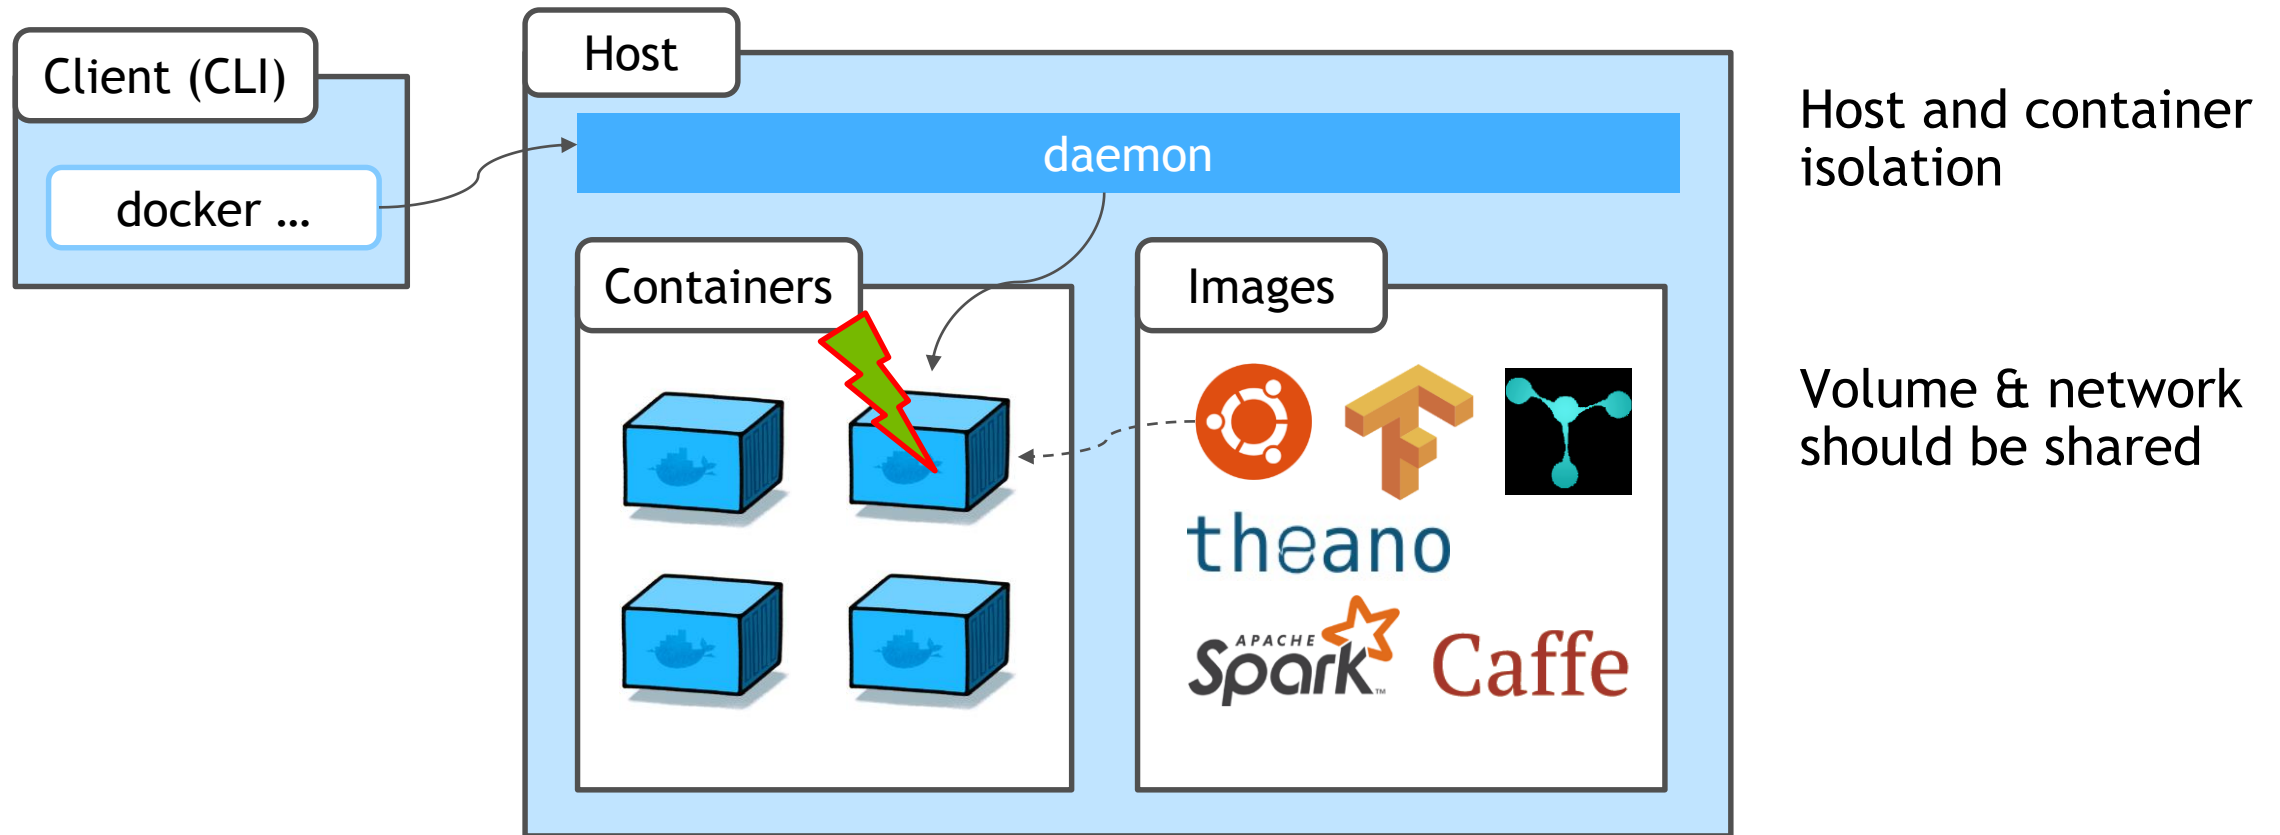 Client (CLI)
docker …
Host
daemon
Containers
Images
theano
APACHE
Spark™
Caffe
Host and container
isolation
Volume & network
should be shared